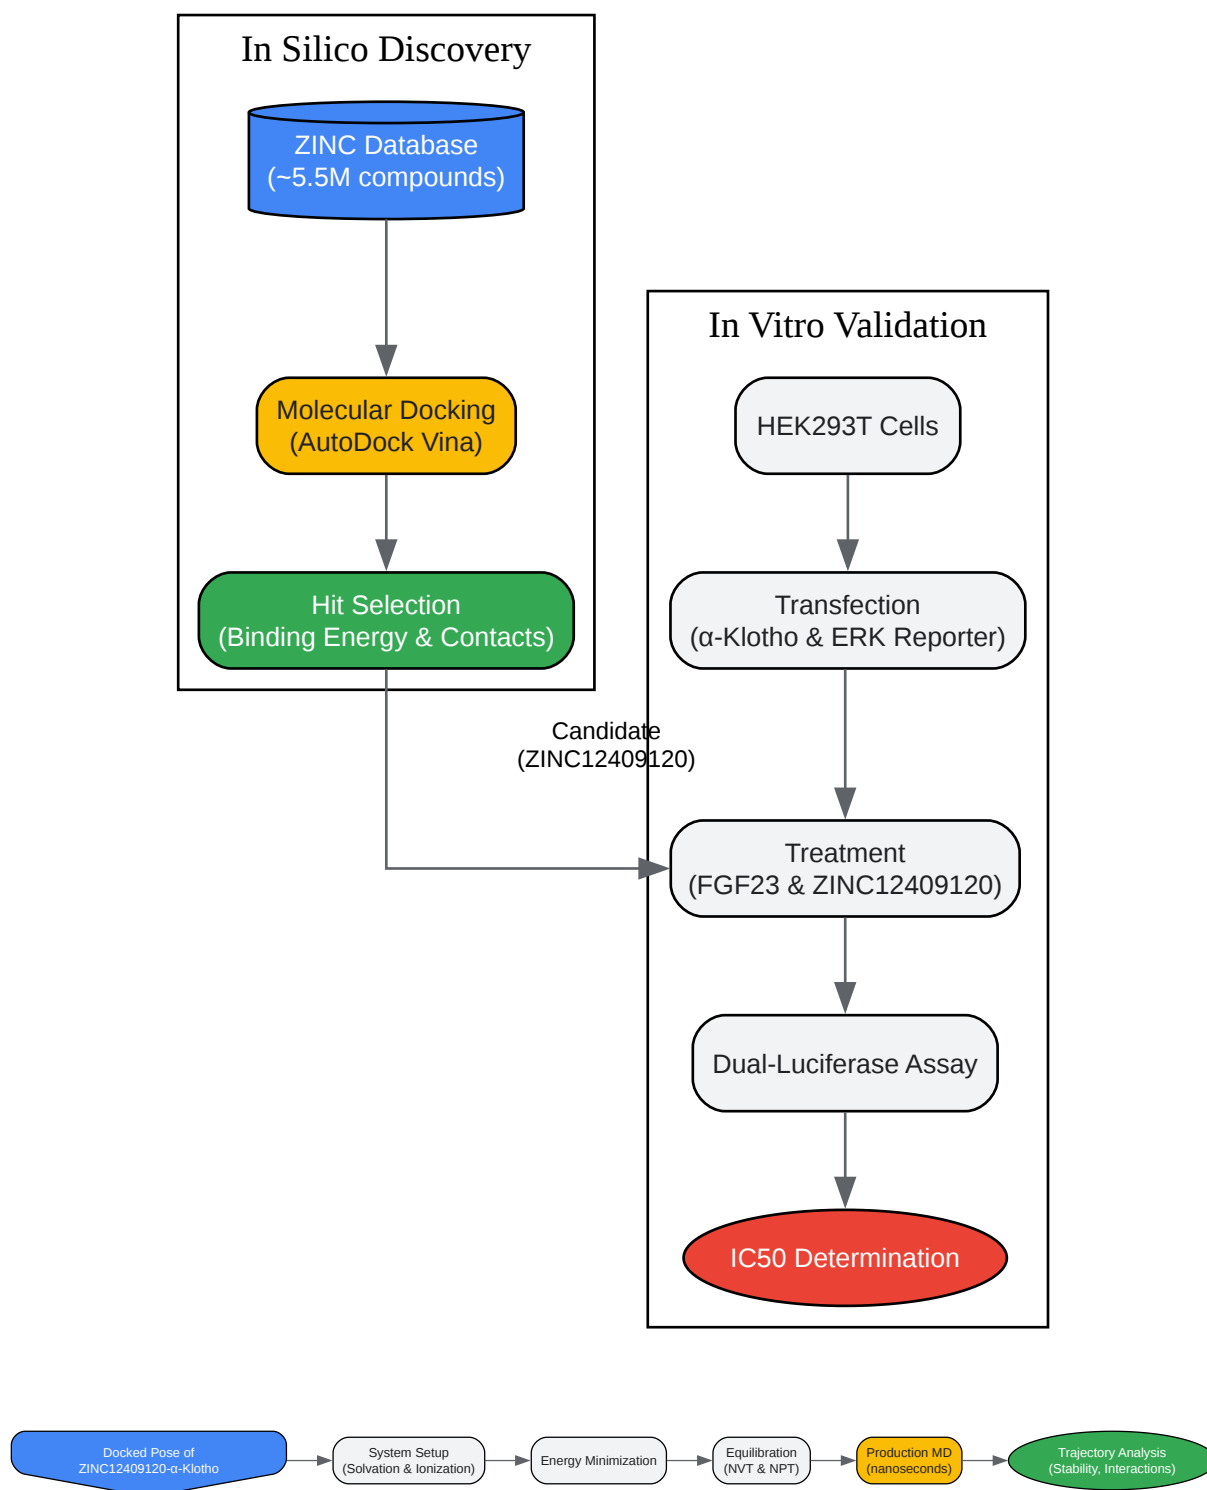 In Silico Discovery
ZINC Database
(~5.5M compounds)
Molecular Docking
(AutoDock Vina)
Hit Selection
(Binding Energy & Contacts)
Candidate
(ZINC12409120)
In Vitro Validation
HEK293T Cells
Transfection
(α-Klotho & ERK Reporter)
Treatment
(FGF23 & ZINC12409120)
Dual-Luciferase Assay
IC50 Determination
Docked Pose of
ZINC12409120-α-Klotho
System Setup
(Solvation & Ionization)
Energy Minimization
Equilibration
(NVT & NPT)
Production MD
(nanoseconds)
Trajectory Analysis
(Stability, Interactions)